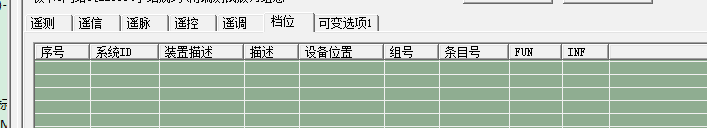 遥测 遥信 遥脉 遥控 遥调 档位 可变选项1
序号 系统ID 装置描述 描述 设备位置 组号 条目号 FUN INF